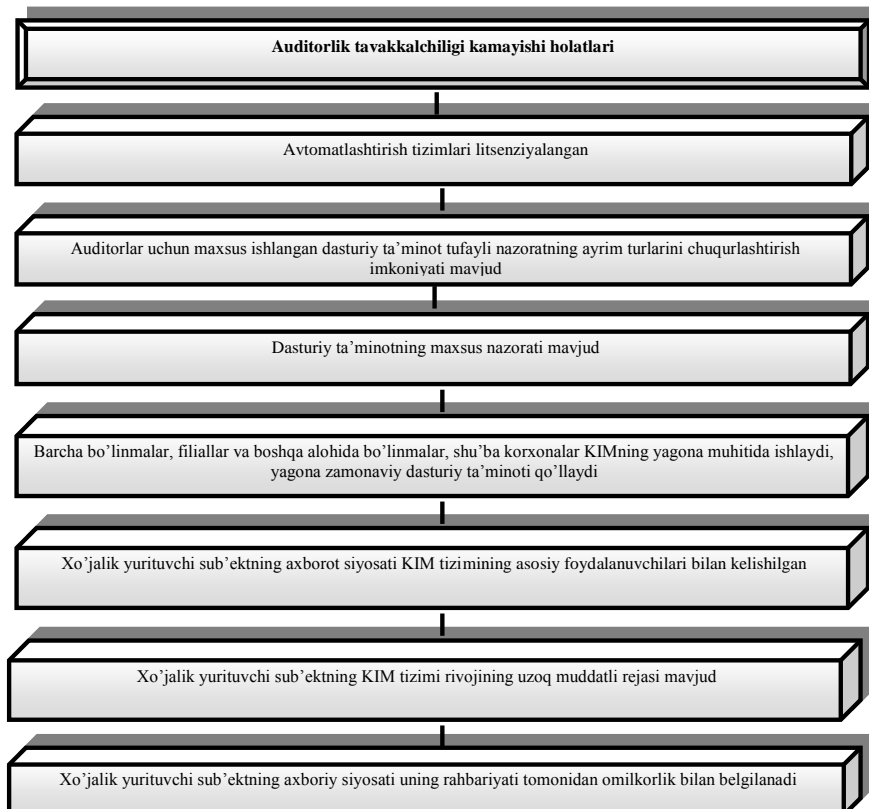 Auditorlik tavakkalchiligi kamayishi holatlari
Avtomatlashtirish tizimlari litsenziyalangan
Auditorlar uchun maxsus ishlangan dasturiy ta’minot tufayli nazoratning ayrim turlarini chuqurlashtirish
imkoniyati mavjud
Dasturiy ta’minotning maxsus nazorati mavjud
Barcha bo’linmalar, filiallar va boshqa alohida bo’linmalar, shu’ba korxonalar KIMning yagona muhitida ishlaydi,
yagona zamonaviy dasturiy ta’minoti qo’llaydi
Xo’jalik yurituvchi sub’ektning axborot siyosati KIM tizimining asosiy foydalanuvchilari bilan kelishilgan
Xo’jalik yurituvchi sub’ektning KIM tizimi rivojining uzoq muddatli rejasi mavjud
Xo’jalik yurituvchi sub’ektning axboriy siyosati uning rahbariyati tomonidan omilkorlik bilan belgilanadi